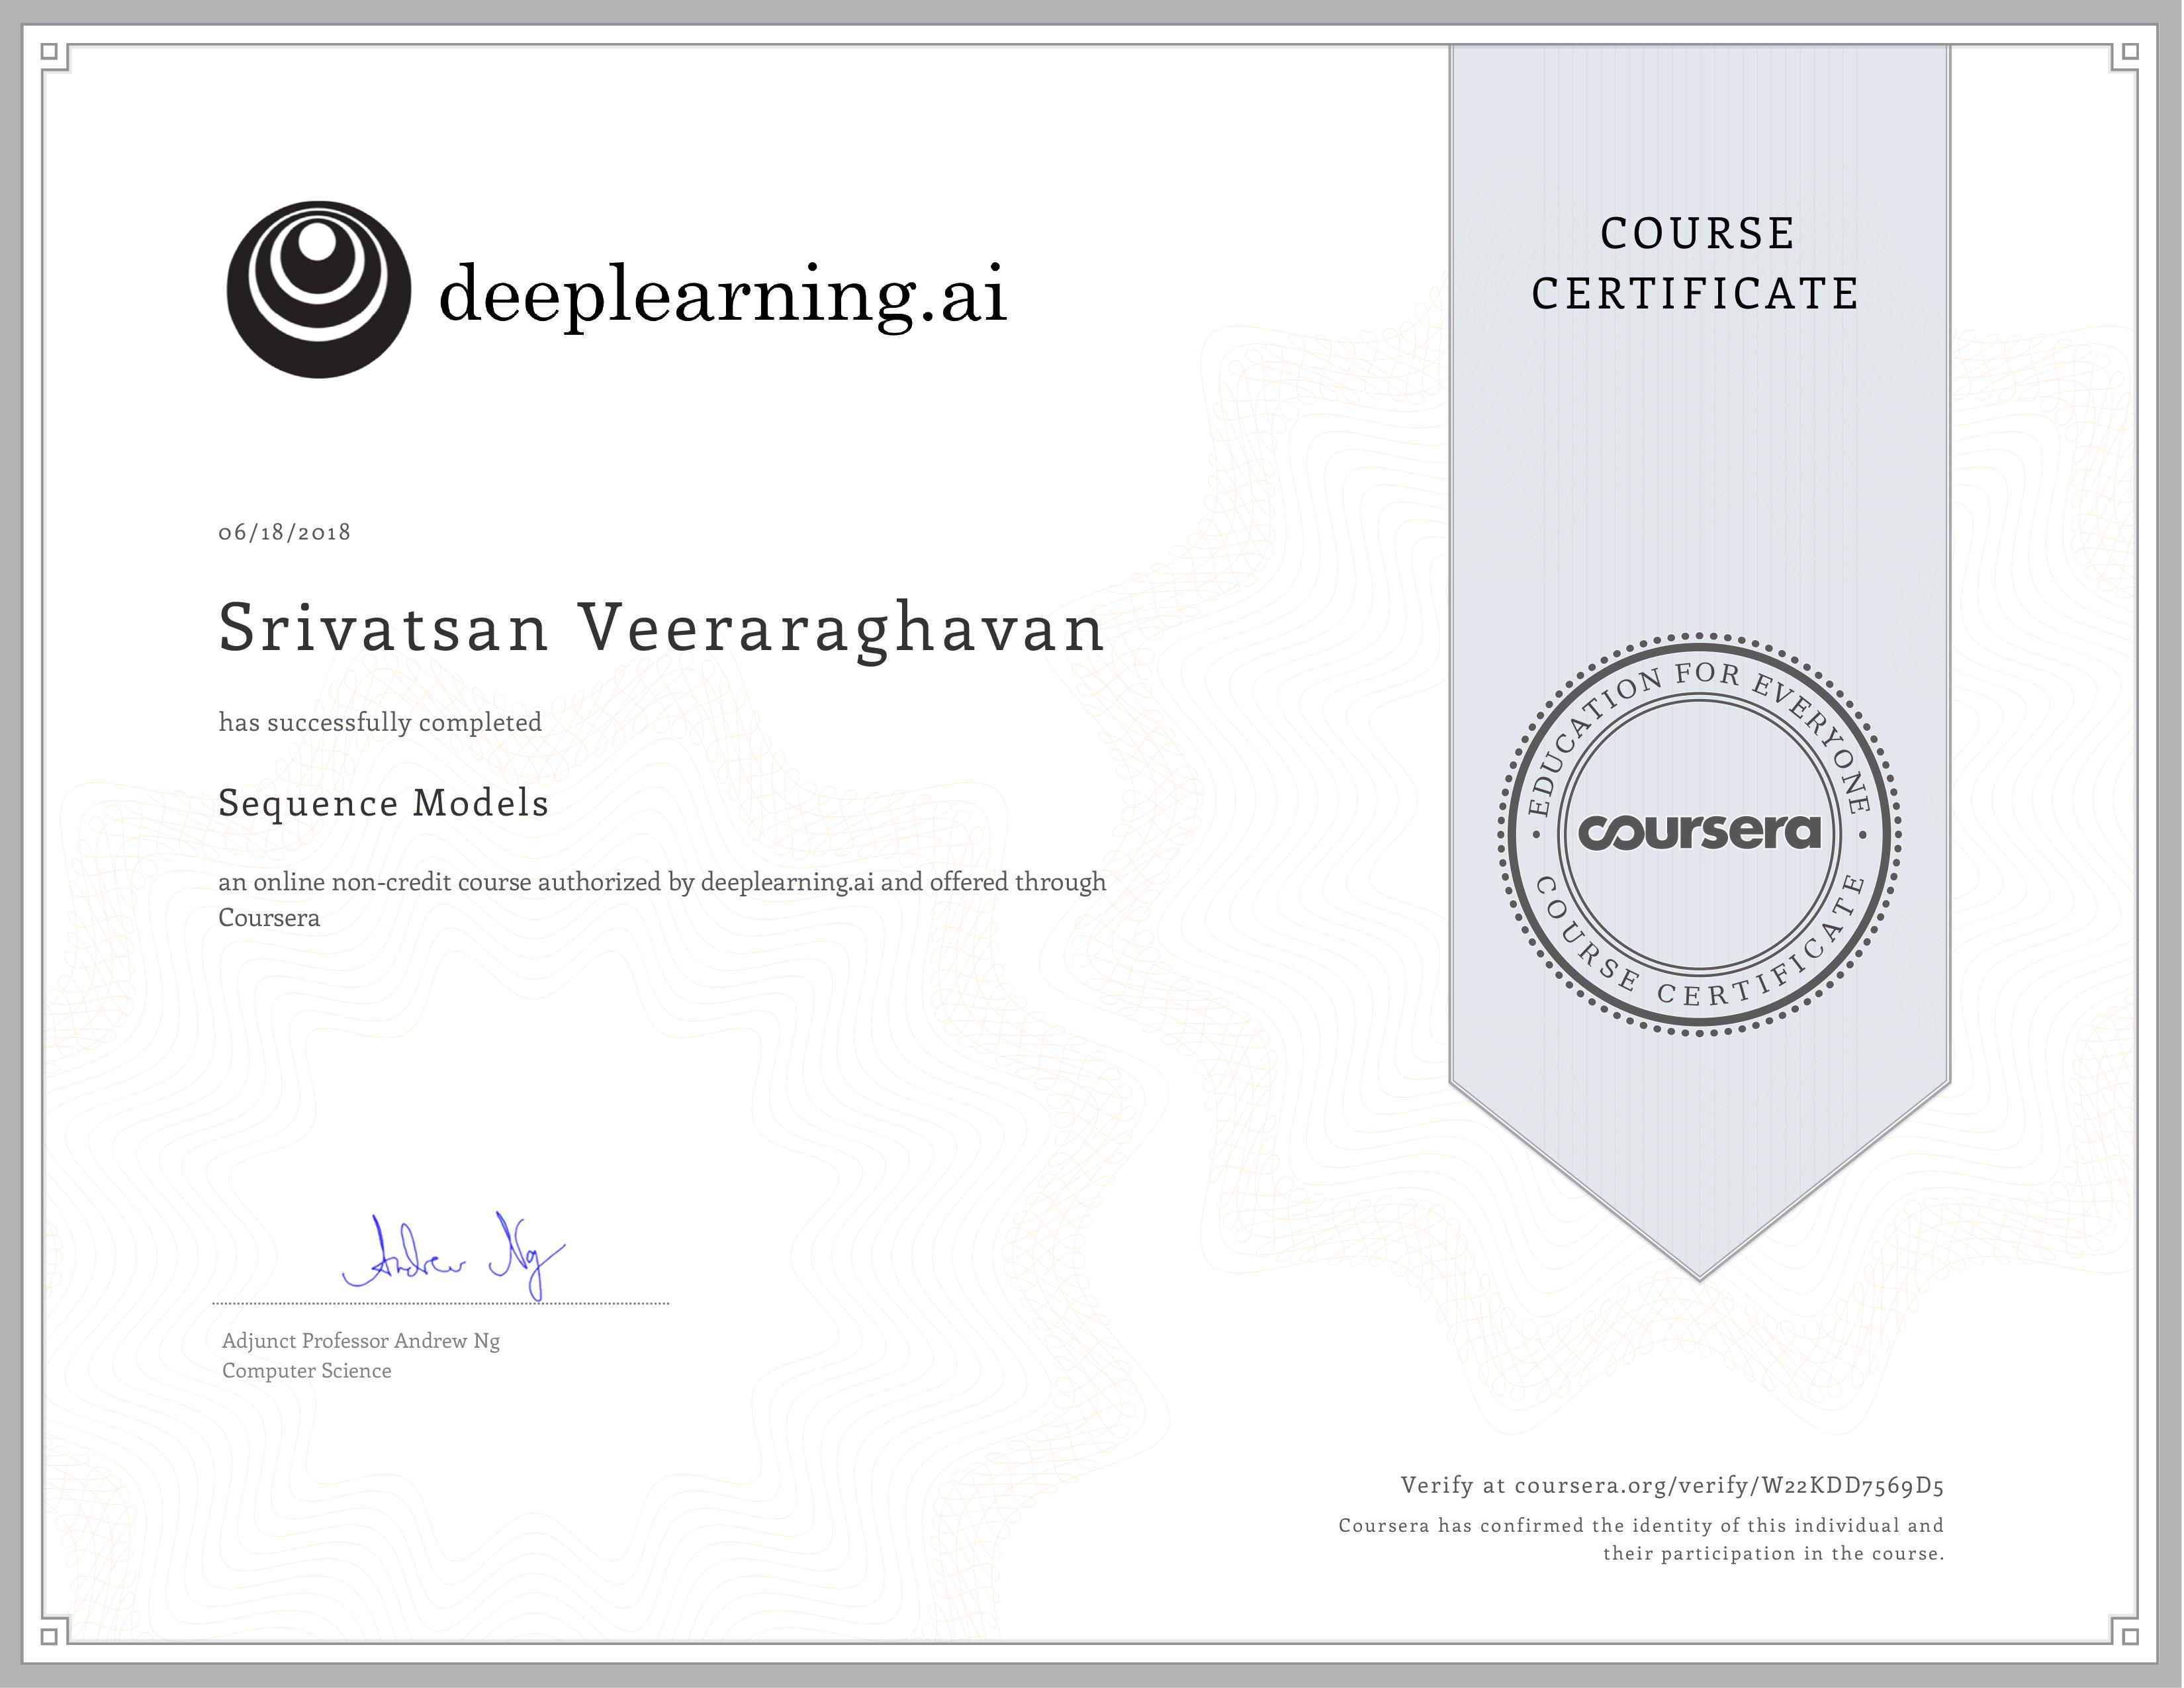 deeplearning.ai
COURSE
CERTIFICATE
06/18/2018
Srivatsan Veeraraghavan
has successfully completed
Sequence Models
an online non-credit course authorized by deeplearning.ai and offered through
Coursera
EDUCATION FOR EVERYONE
coursera
COURSE CERTIFICATE
Andrew Ng
Adjunct Professor Andrew Ng
Computer Science
Verify at coursera.org/verify/W22KDD7569D5
Coursera has confirmed the identity of this individual and
their participation in the course.